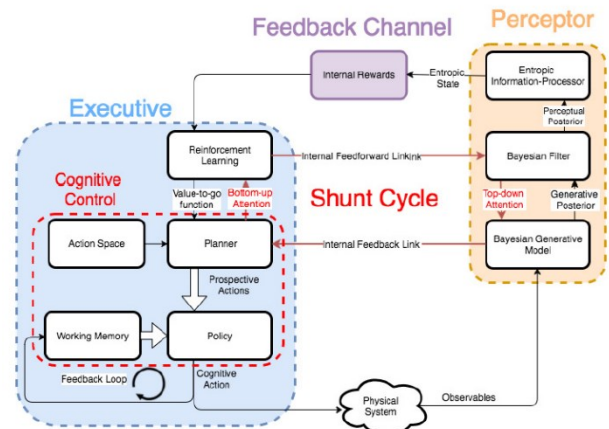 Feedback Channel
Perceptor
Internal Rewards
Entropic
State
Entropic
Information-Processor
Perceptual
Posterior
Executive
Reinforcement
Learning
Internal Feedforward Linkink
Bayesian Filter
Cognitive
Control
Value-to-go
function
Bottom-up
Attention
Shunt Cycle
Top-down
Attention
Generative
Posterior
Action Space
Planner
Internal Feedback Link
Bayesian Generative
Model
Prospective
Actions
Working Memory
Policy
Feedback Loop
Cognitive
Action
Physical
System
Observables